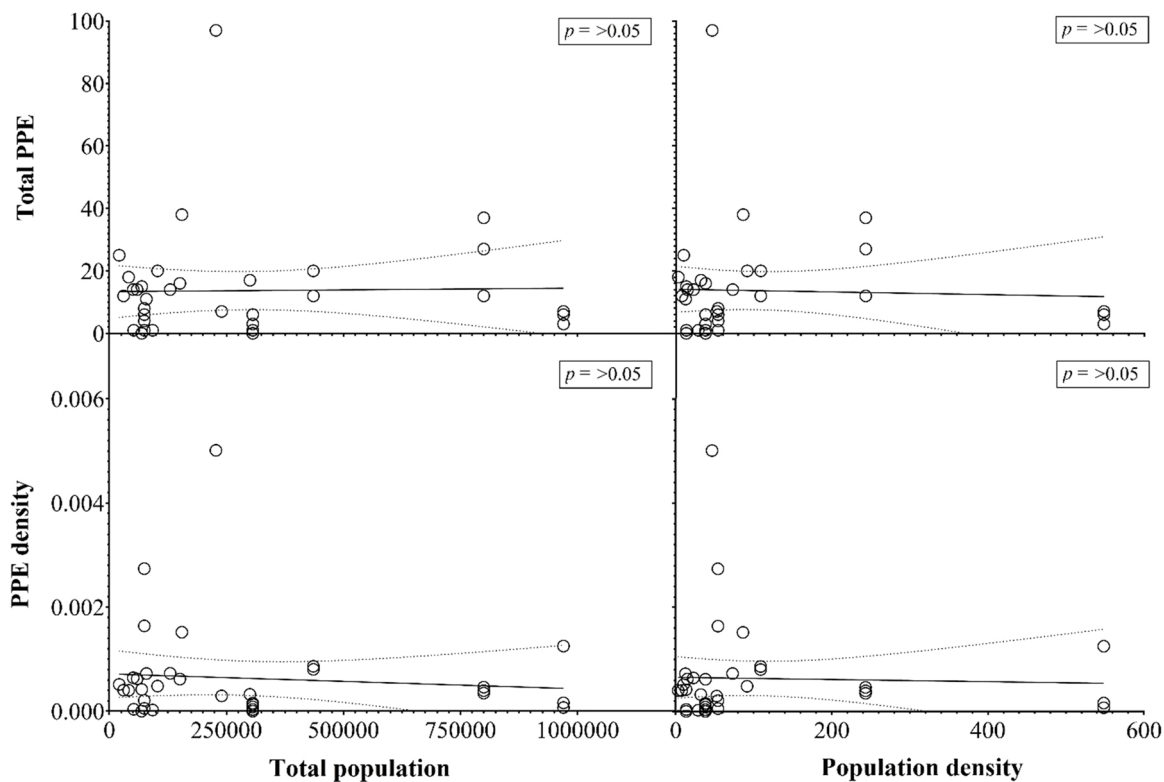 100
80
60
40
20
0
Total PPE
p = >0.05
p = >0.05
0.006
0.004
0.002
0.000
PPE density
p = >0.05
p = >0.05
0 250000 500000 750000 1000000
0 200 400 600
Total population
Population density